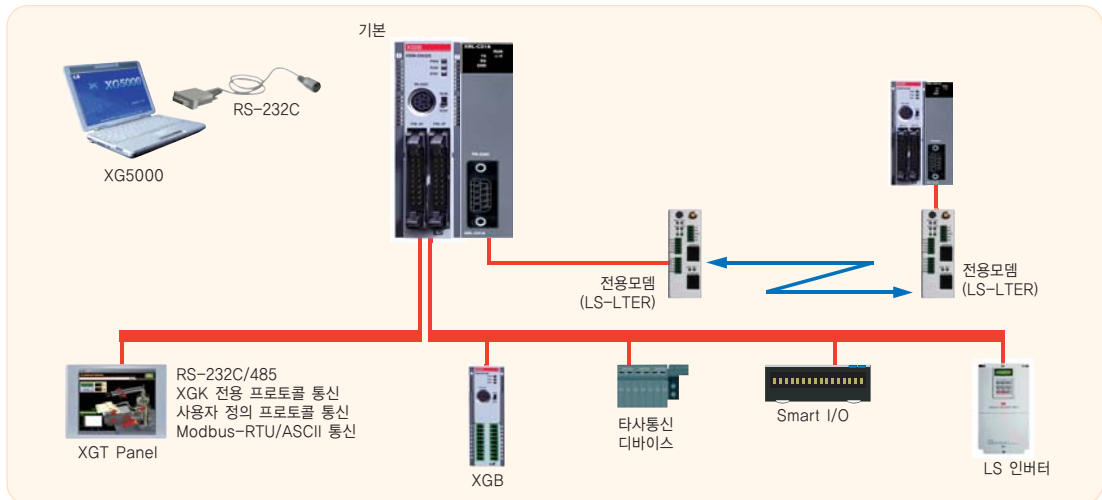 기본
XG5000
RS-232C
XG5000
전용모뎀
(LS-LTER)
전용모뎀
(LS-LTER)
RS-232C/485
XGK 전용 프로토콜 통신
사용자 정의 프로토콜 통신
Modbus-RTU/ASCII 통신
XGT Panel
XGB
타사통신
디바이스
Smart I/O
LS 인버터